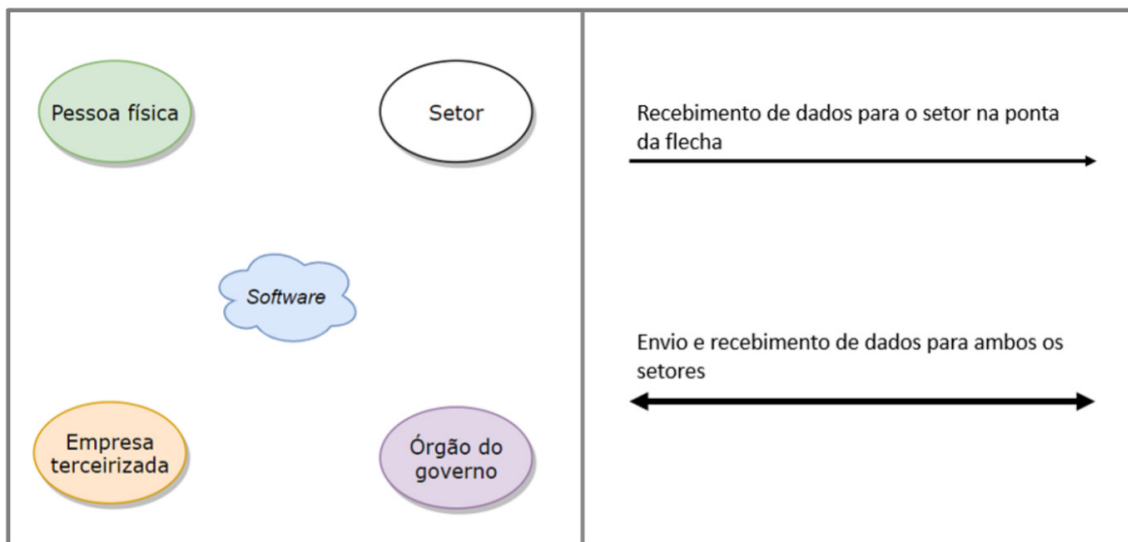 Pessoa física
Setor
Software
Empresa
terceirizada
Órgão do
governo
Recebimento de dados para o setor na ponta
da flecha
Envio e recebimento de dados para ambos os
setores